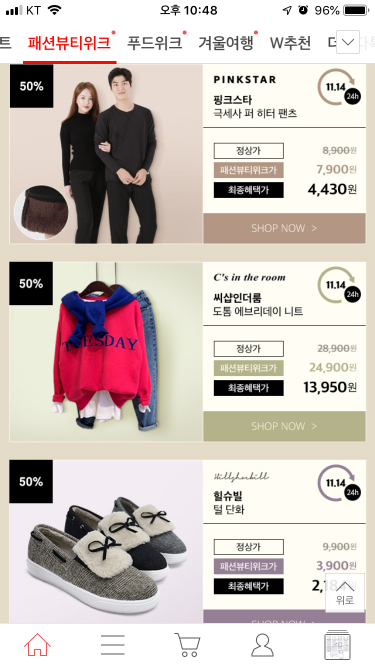 KT 오후 10:48 96%
트 패션뷰티위크 푸드위크 겨울여행 W추천
50%
PINKSTAR
핑크스타
극세사 퍼 히터 팬츠
11.14
24h
정상가 8,900원
패션뷰티위크가 7,900원
최종혜택가 4,430원
SHOP NOW >
50%
C's in the room
씨샵인더룸
도톰 에브리데이 니트
11.14
24h
TUESDAY
정상가 28,900원
패션뷰티위크가 24,900원
최종혜택가 13,950원
SHOP NOW >
50%
Hillsherbill
힐슈빌
털 단화
11.14
24h
정상가 9,900원
패션뷰티위크가 3,900원
최종혜택가
SHOP NOW >
위로